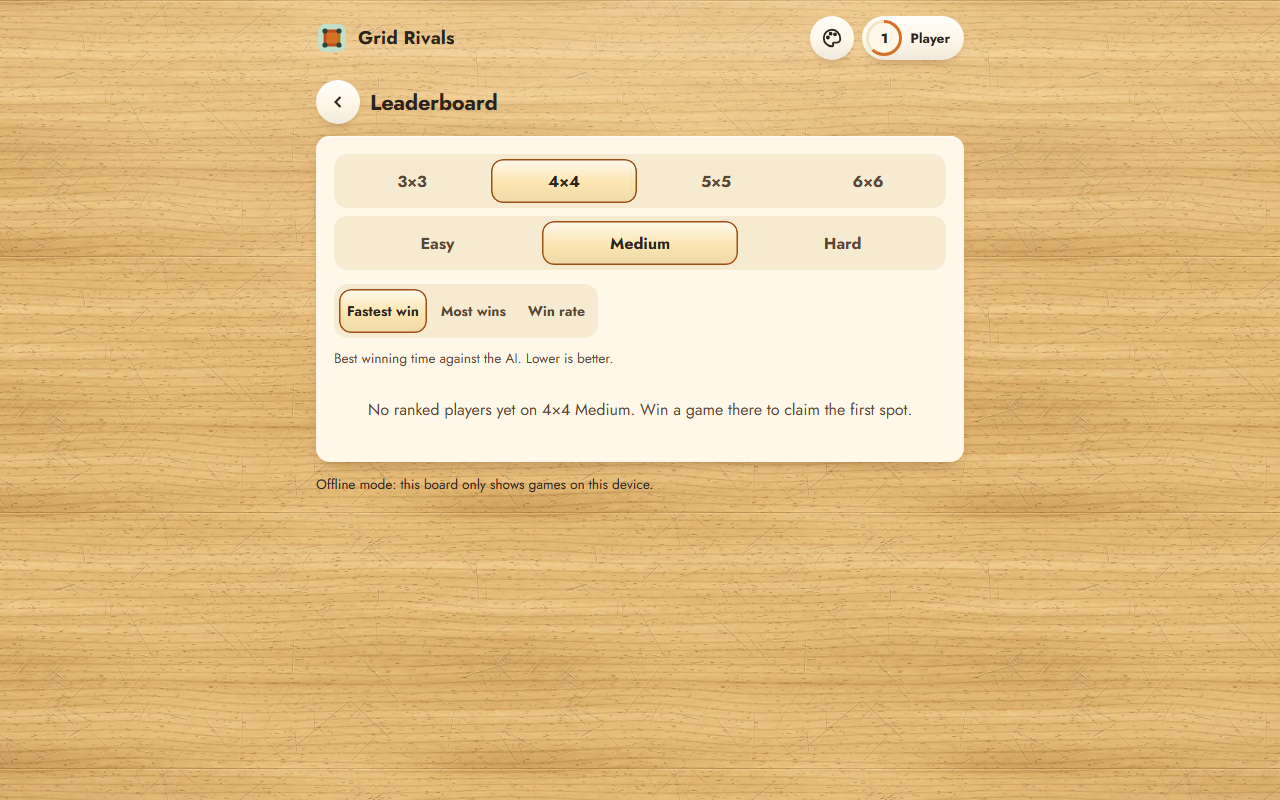 Grid Rivals
1 Player
Leaderboard
3×3 4×4 5×5 6×6
Easy Medium Hard
Fastest win Most wins Win rate
Best winning time against the AI. Lower is better.
No ranked players yet on 4×4 Medium. Win a game there to claim the first spot.
Offline mode: this board only shows games on this device.